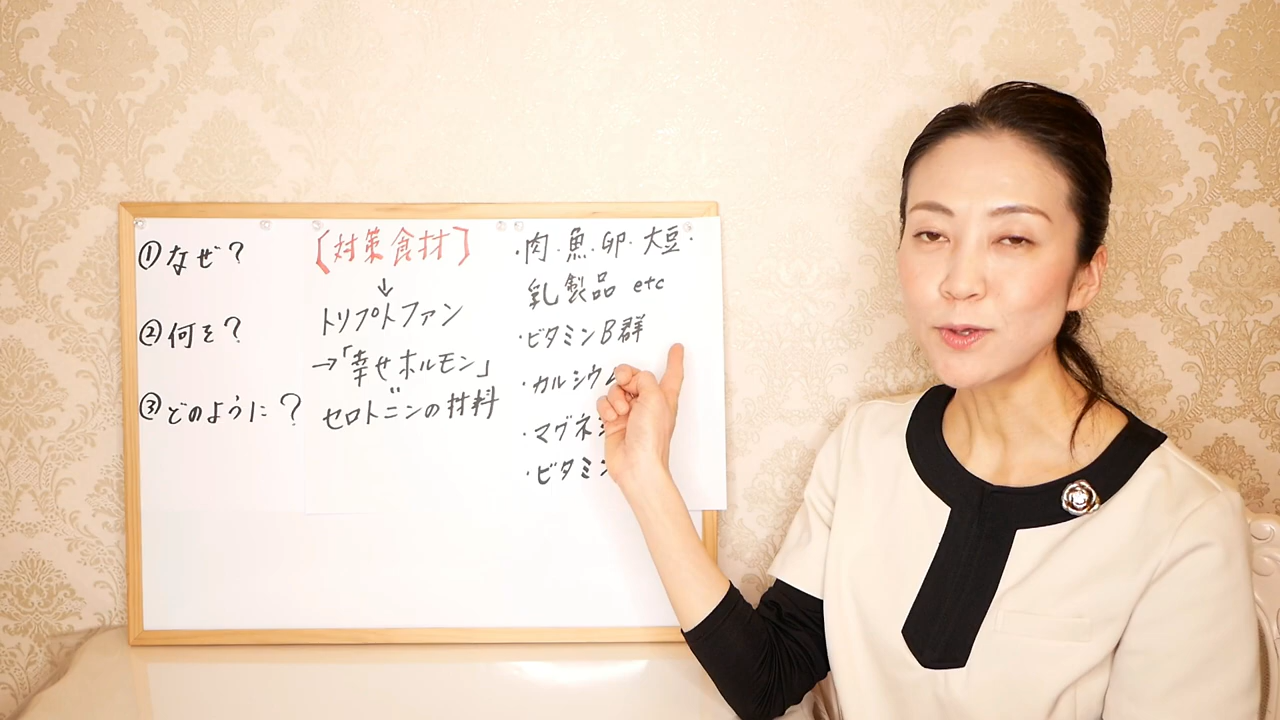 ①なぜ?
②何を?
③どのように?
【対策食材】
↓
トリプトファン
→「幸せホルモン」
〃
セロトニンの材料
・肉・魚・卵・大豆・
乳製品 etc
・ビタミンB群
・カルシウム
・マグネシ
・ビタミン